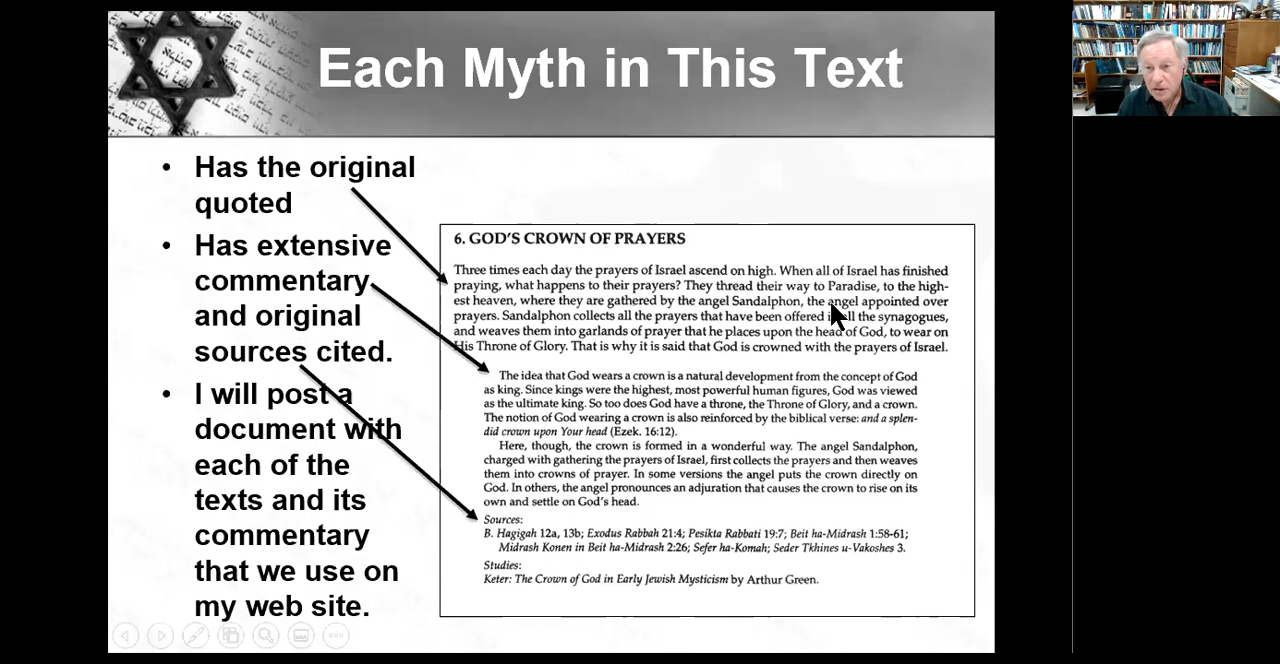 Each Myth in This Text
• Has the original
quoted
• Has extensive
commentary
and original
sources cited.
• I will post a
document with
each of the
texts and its
commentary
that we use on
my web site.
6. GOD'S CROWN OF PRAYERS
Three times each day the prayers of Israel ascend on high. When all of Israel has finished
praying, what happens to their prayers? They thread their way to Paradise, to the high-
est heaven, where they are gathered by the angel Sandalphon, the angel appointed over
prayers. Sandalphon collects all the prayers that have been offered in all the synagogues,
and weaves them into garlands of prayer that he places upon the head of God, to wear on
His Throne of Glory. That is why it is said that God is crowned with the prayers of Israel.
The idea that God wears a crown is a natural development from the concept of God
as king. Since kings were the highest, most powerful human figures, God was viewed
as the ultimate king. So too does God have a throne, the Throne of Glory, and a crown.
The notion of God wearing a crown is also reinforced by the biblical verse: and a splen-
did crown upon Your head (Ezek. 16:12).
Here, though, the crown is formed in a wonderful way. The angel Sandalphon,
charged with gathering the prayers of Israel, first collects the prayers and then weaves
them into crowns of prayer. In some versions the angel puts the crown directly on
God. In others, the angel pronounces an adjuration that causes the crown to rise on its
own and settle on God's head.
Sources:
B. Hagigah 12a, 13b; Exodus Rabbah 21:4; Pesikta Rabbati 19:7; Beit ha-Midrash 1:58-61;
Midrash Konen in Beit ha-Midrash 2:26; Sefer ha-Komah; Seder Tkhines u-Vakoshes 3.
Studies:
Keter: The Crown of God in Early Jewish Mysticism by Arthur Green.